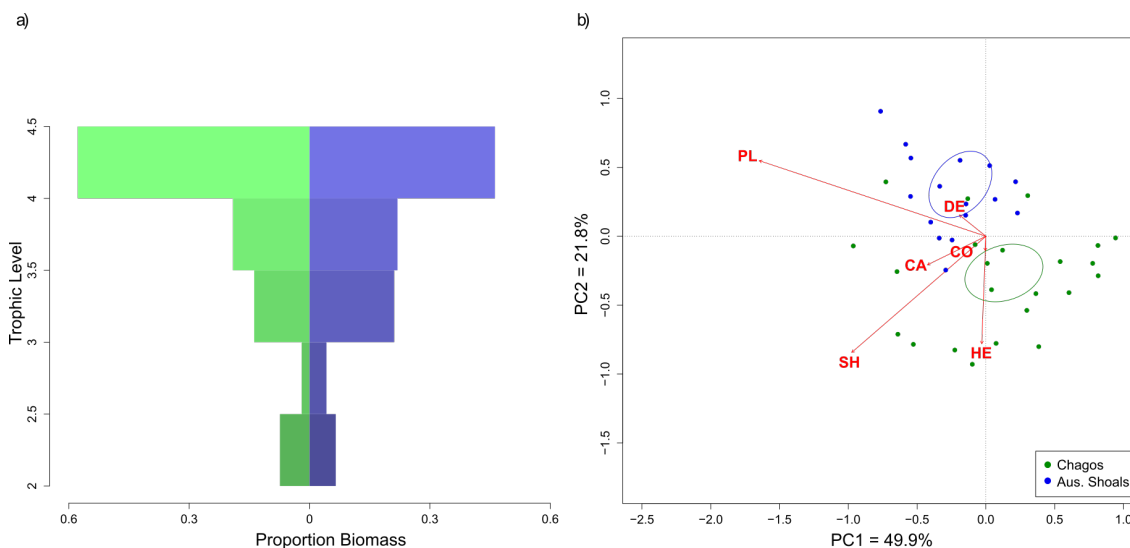 a)
Trophic Level
4.5
4
3.5
3
2.5
2
0.6
0.3
0
0.3
0.6
Proportion Biomass
b)
PC2 = 21.8%
1.0
0.5
0.0
−0.5
−1.0
−1.5
PL
DE
CO
CA
SH
HE
Chagos
Aus. Shoals
−2.5
−2.0
−1.5
−1.0
−0.5
0.0
0.5
1.0
PC1 = 49.9%